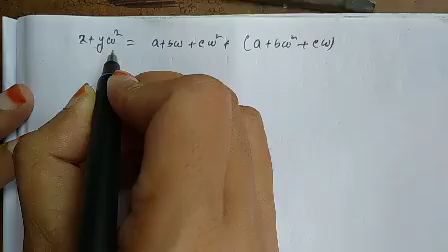 x + yω² = a + bω + cω² + (a + bω² + cω)